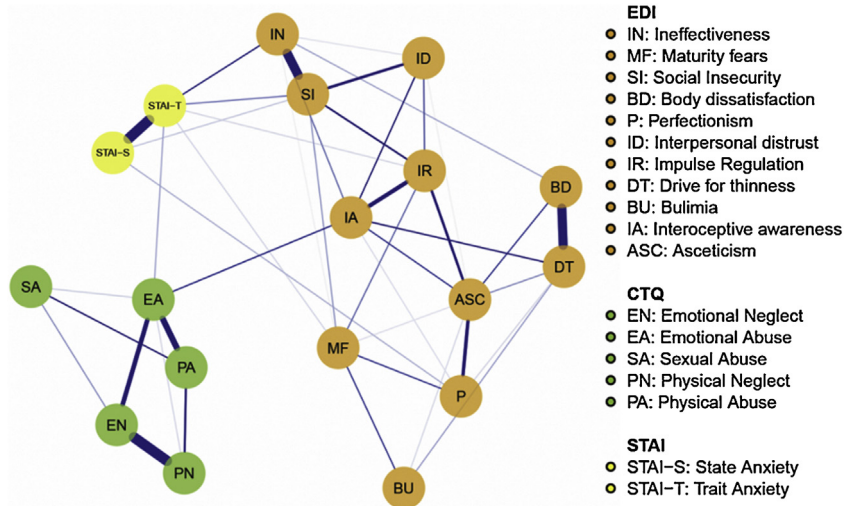 IN
ID
SI
STAI-T
STAI-S
IR
BD
IA
DT
SA
EA
ASC
MF
PA
P
EN
PN
BU
EDI
IN: Ineffectiveness
MF: Maturity fears
SI: Social Insecurity
BD: Body dissatisfaction
P: Perfectionism
ID: Interpersonal distrust
IR: Impulse Regulation
DT: Drive for thinness
BU: Bulimia
IA: Interoceptive awareness
ASC: Asceticism
CTQ
EN: Emotional Neglect
EA: Emotional Abuse
SA: Sexual Abuse
PN: Physical Neglect
PA: Physical Abuse
STAI
STAI−S: State Anxiety
STAI−T: Trait Anxiety